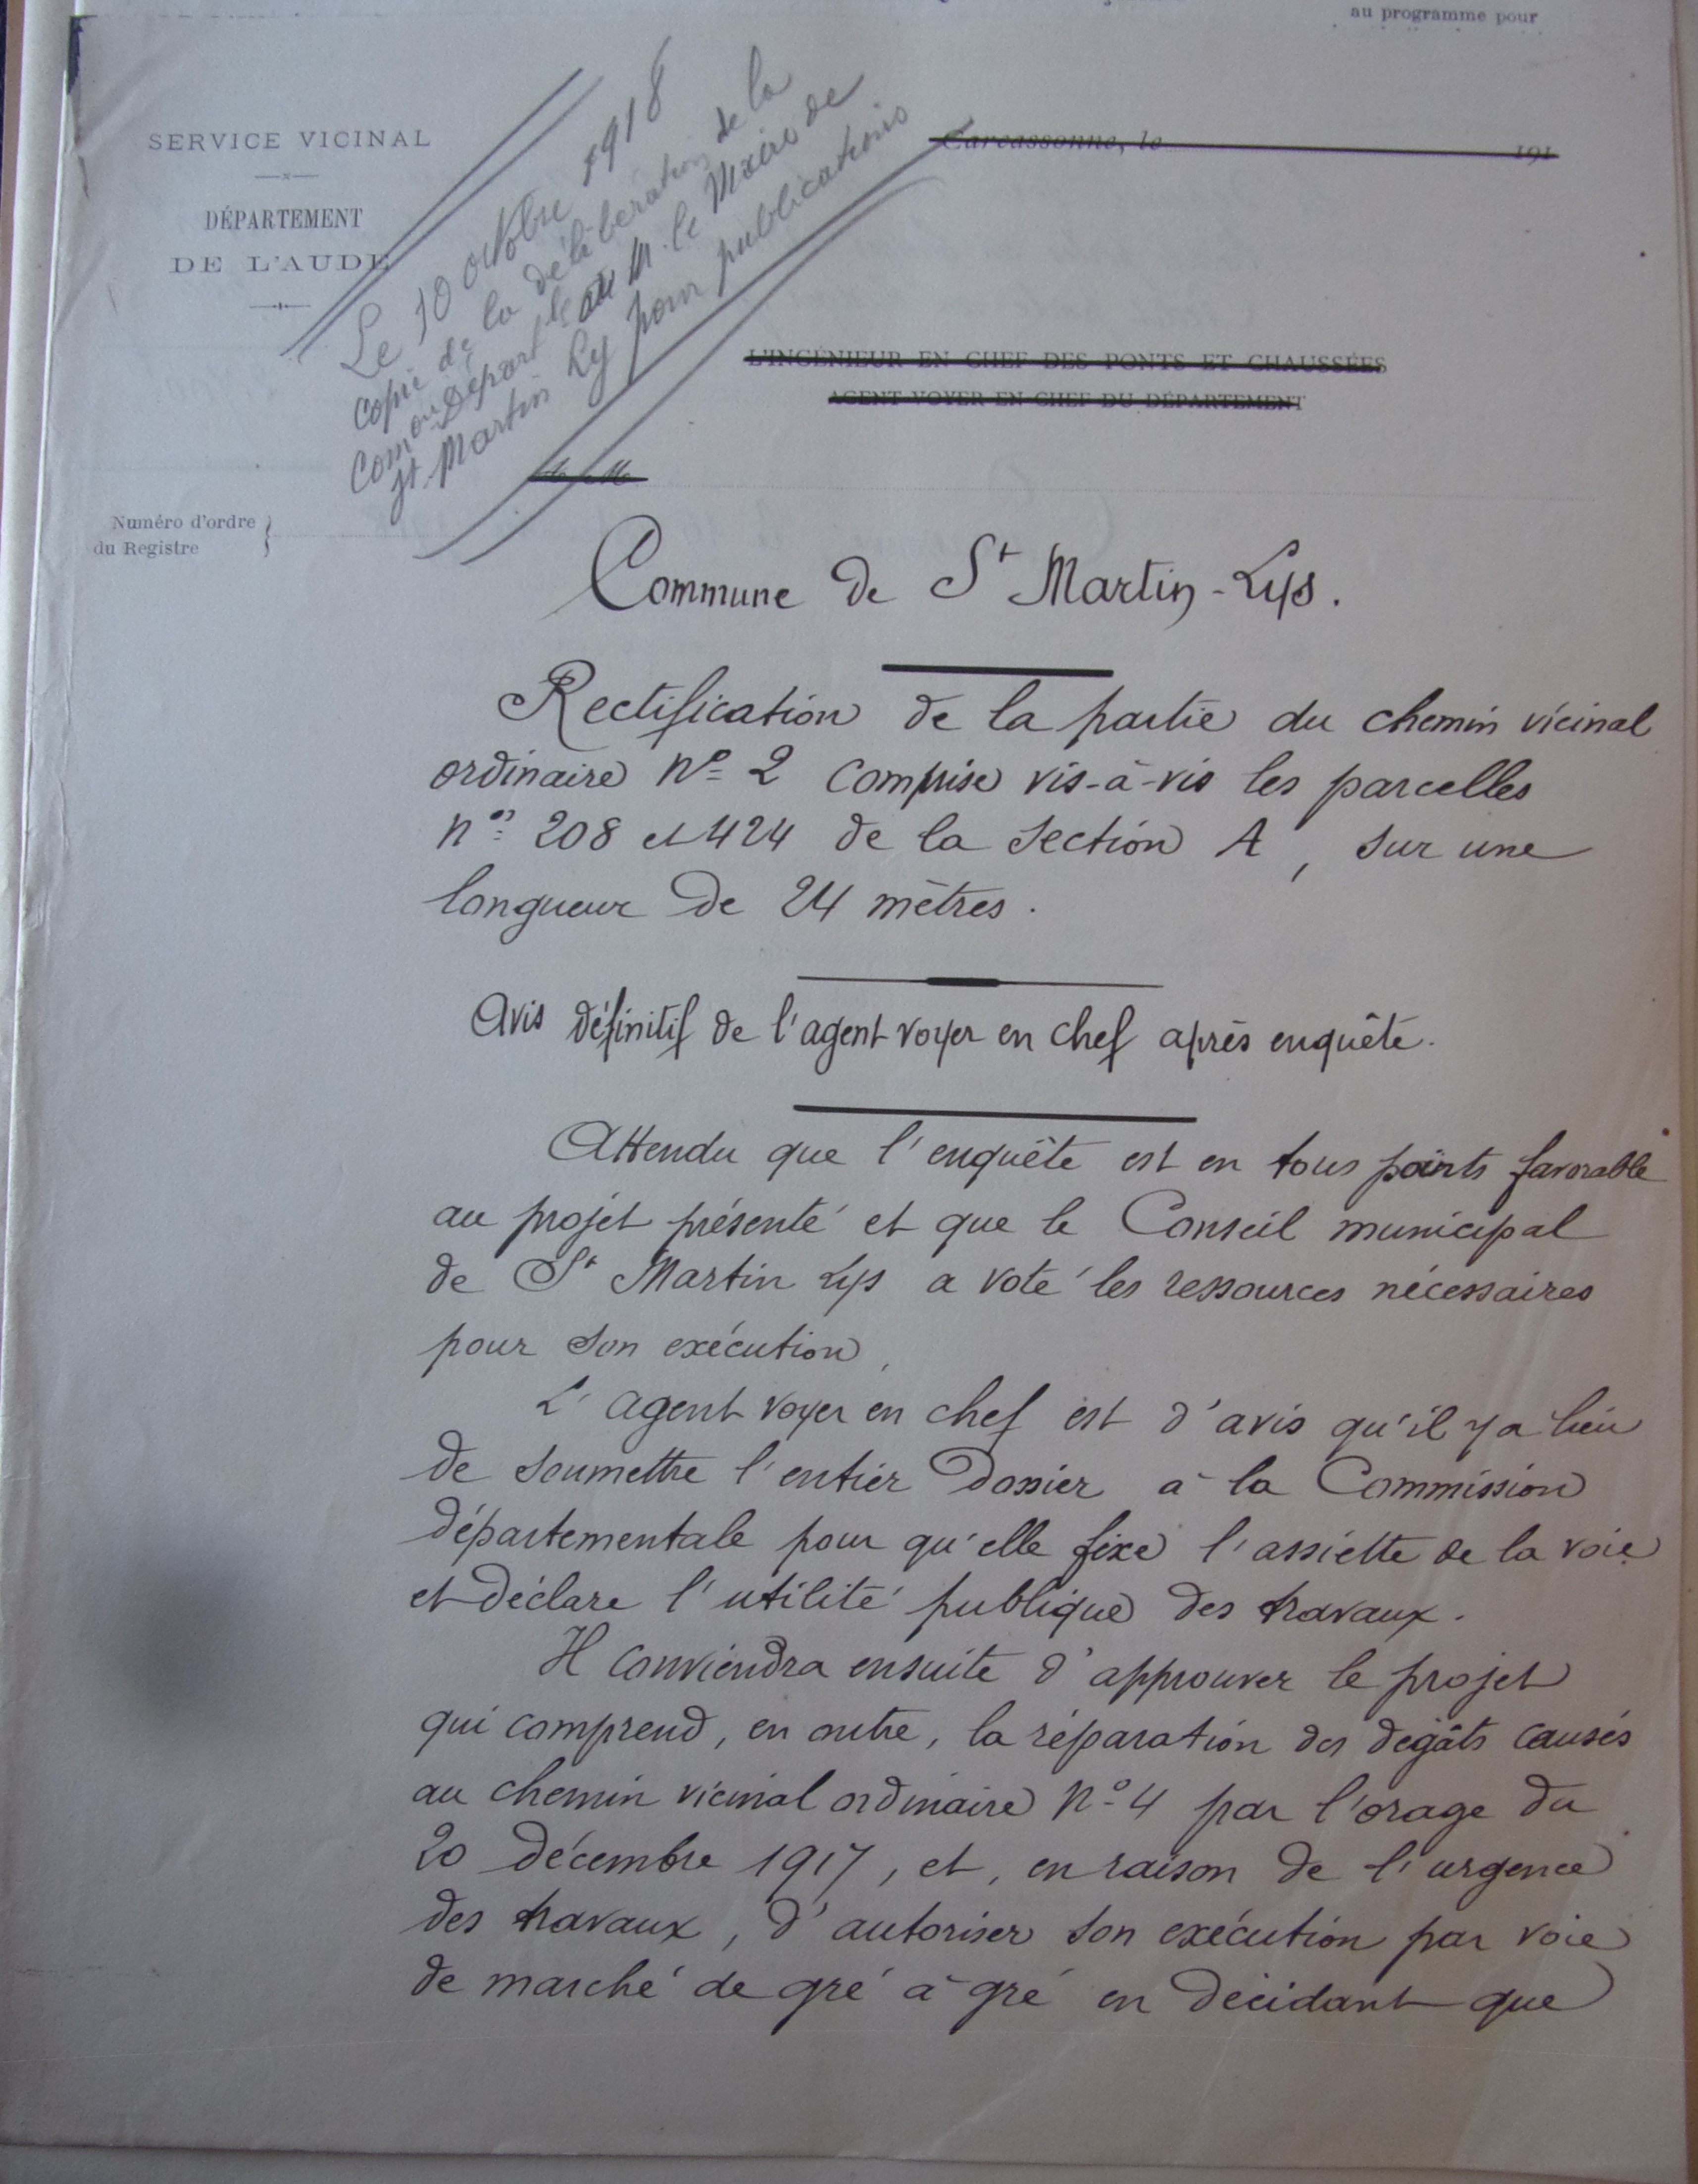 au programme pour
SERVICE VICINAL
DÉPARTEMENT
DE L'AUDE
Carcassonne, le 191
Le 10 octobre 1918
copie de la délibération de la
Comon Départle à M. le Maire de
St Martin Lys pour publications
L'INGÉNIEUR EN CHEF DES PONTS ET CHAUSSÉES
AGENT VOYER EN CHEF DU DÉPARTEMENT
à M
Numéro d'ordre
du Registre
Commune de St Martin-Lys.
Rectification de la partie du chemin vicinal
ordinaire No 2 comprise vis-à-vis les parcelles
nos 208 et 424 de la section A, sur une
longueur de 24 mètres.
Avis définitif de l'agent voyer en chef après enquête.
Attendu que l'enquête est en tous points favorable
au projet présenté et que le Conseil municipal
de St Martin Lys a voté les ressources nécessaires
pour son exécution,
L'agent voyer en chef est d'avis qu'il y a lieu
de soumettre l'entier dossier à la Commission
départementale pour qu'elle fixe l'assiette de la voie
et déclare l'utilité publique des travaux.
Il conviendra ensuite d'approuver le projet
qui comprend, en outre, la réparation des dégâts causés
au chemin vicinal ordinaire No 4 par l'orage du
20 décembre 1917, et, en raison de l'urgence
des travaux, d'autoriser son exécution par voie
de marché de gré à gré en décidant que